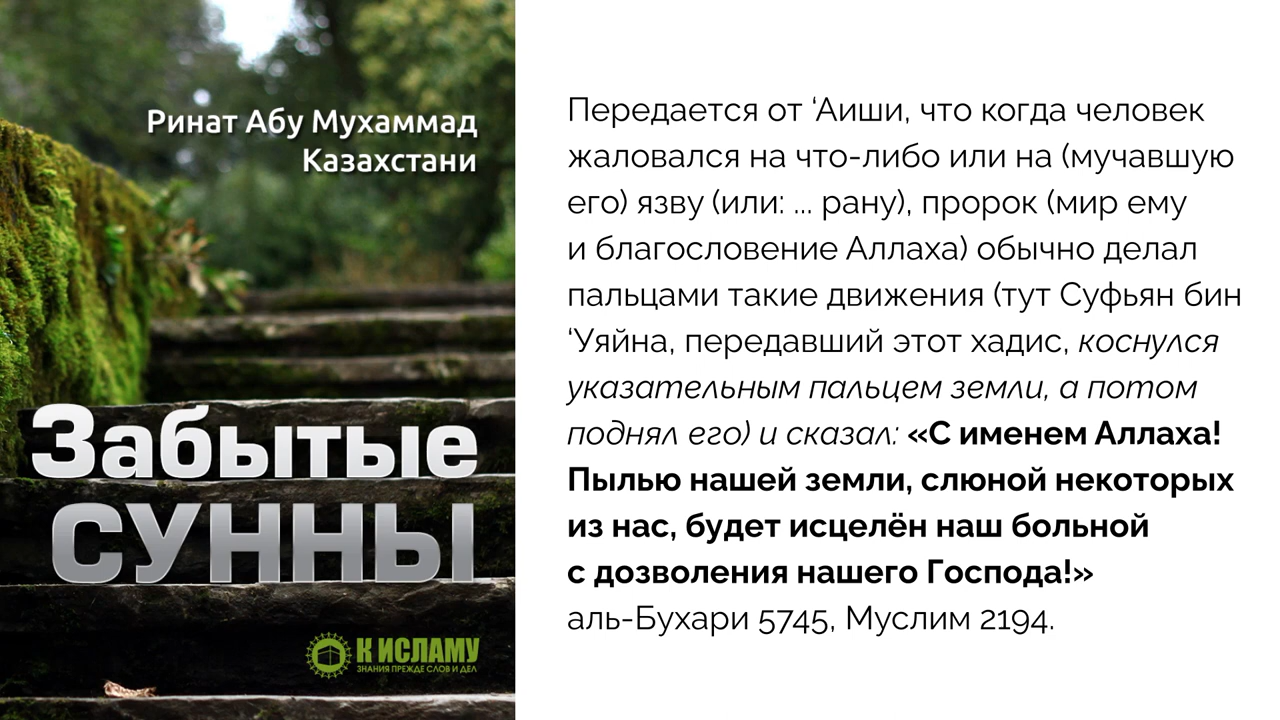 Ринат Абу Мухаммад
Казахстани
Забытые
СУННЫ
К ИСЛАМУ
ЗНАНИЯ ПРЕЖДЕ СЛОВ И ДЕЛ
Передается от ‘Аиши, что когда человек
жаловался на что-либо или на (мучавшую
его) язву (или: ... рану), пророк (мир ему
и благословение Аллаха) обычно делал
пальцами такие движения (тут Суфьян бин
‘Уяйна, передавший этот хадис, коснулся
указательным пальцем земли, а потом
поднял его) и сказал: «С именем Аллаха!
Пылью нашей земли, слюной некоторых
из нас, будет исцелён наш больной
с дозволения нашего Господа!»
аль-Бухари 5745, Муслим 2194.